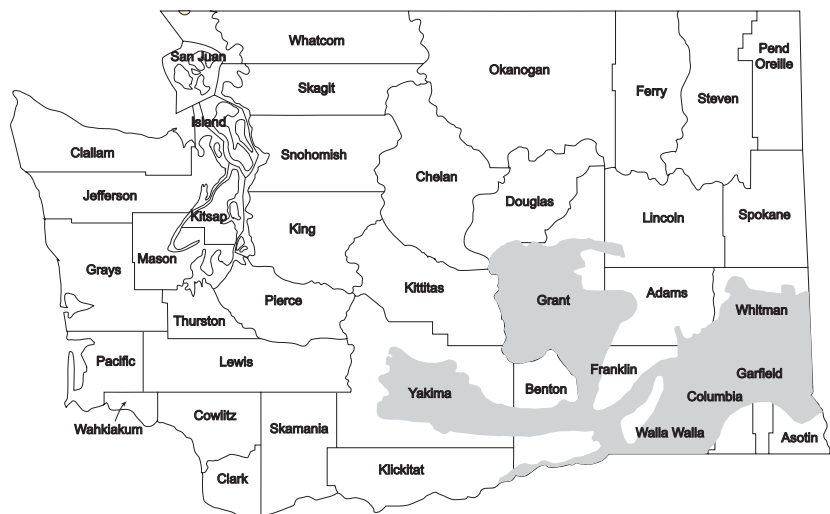 Whatcom
San Juan
Okanogan
Pend
Oreille
Skagit
Ferry
Steven
Island
Clallam
Snohomish
Chelan
Jefferson
Douglas
Kitsap
King
Lincoln
Spokane
Mason
Grays
Kittitas
Pierce
Grant
Adams
Whitman
Thurston
Pacific
Lewis
Franklin
Garfield
Yakima
Benton
Columbia
Wahkiakum
Cowlitz
Skamania
Walla Walla
Asotin
Klickitat
Clark